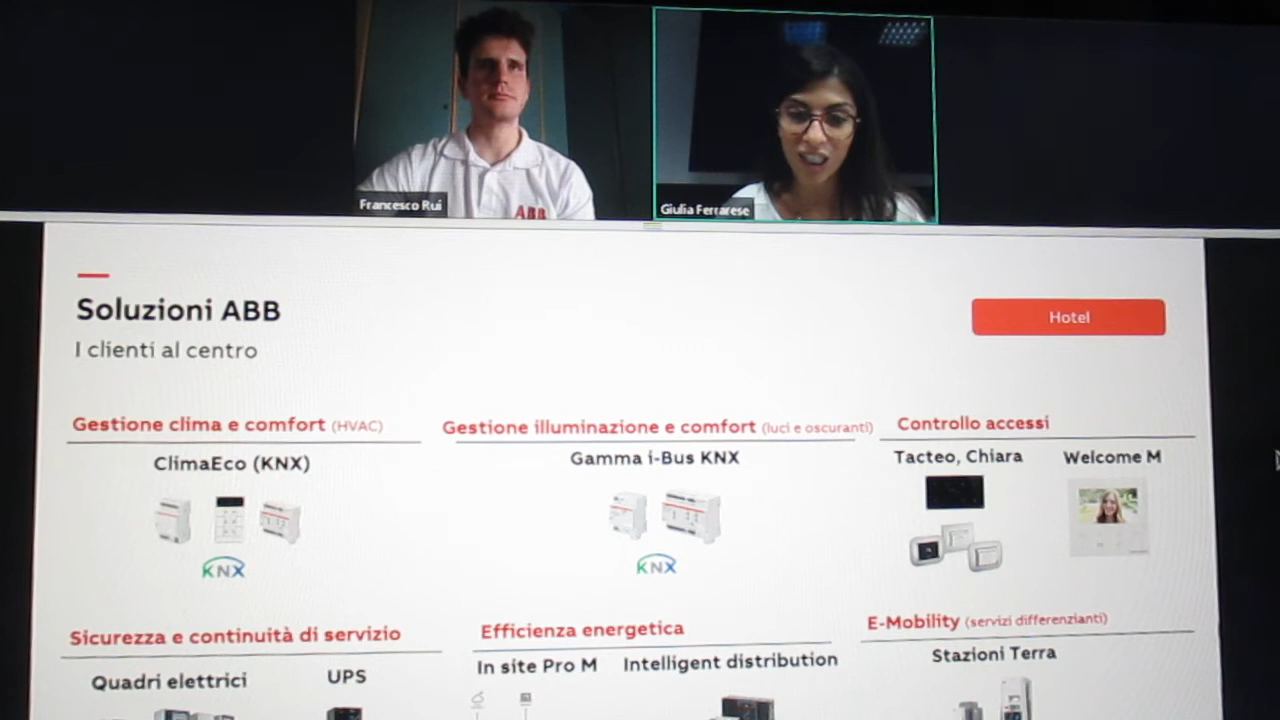 Francesco Rui
ABB
Giulia Ferrarese
Soluzioni ABB
Hotel
I clienti al centro
Gestione clima e comfort (HVAC)
Gestione illuminazione e comfort (luci e oscuranti)
Controllo accessi
ClimaEco (KNX)
Gamma i-Bus KNX
Tacteo, Chiara
Welcome M
KNX
KNX
Sicurezza e continuità di servizio
Efficienza energetica
E-Mobility (servizi differenzianti)
Quadri elettrici
UPS
In site Pro M
Intelligent distribution
Stazioni Terra